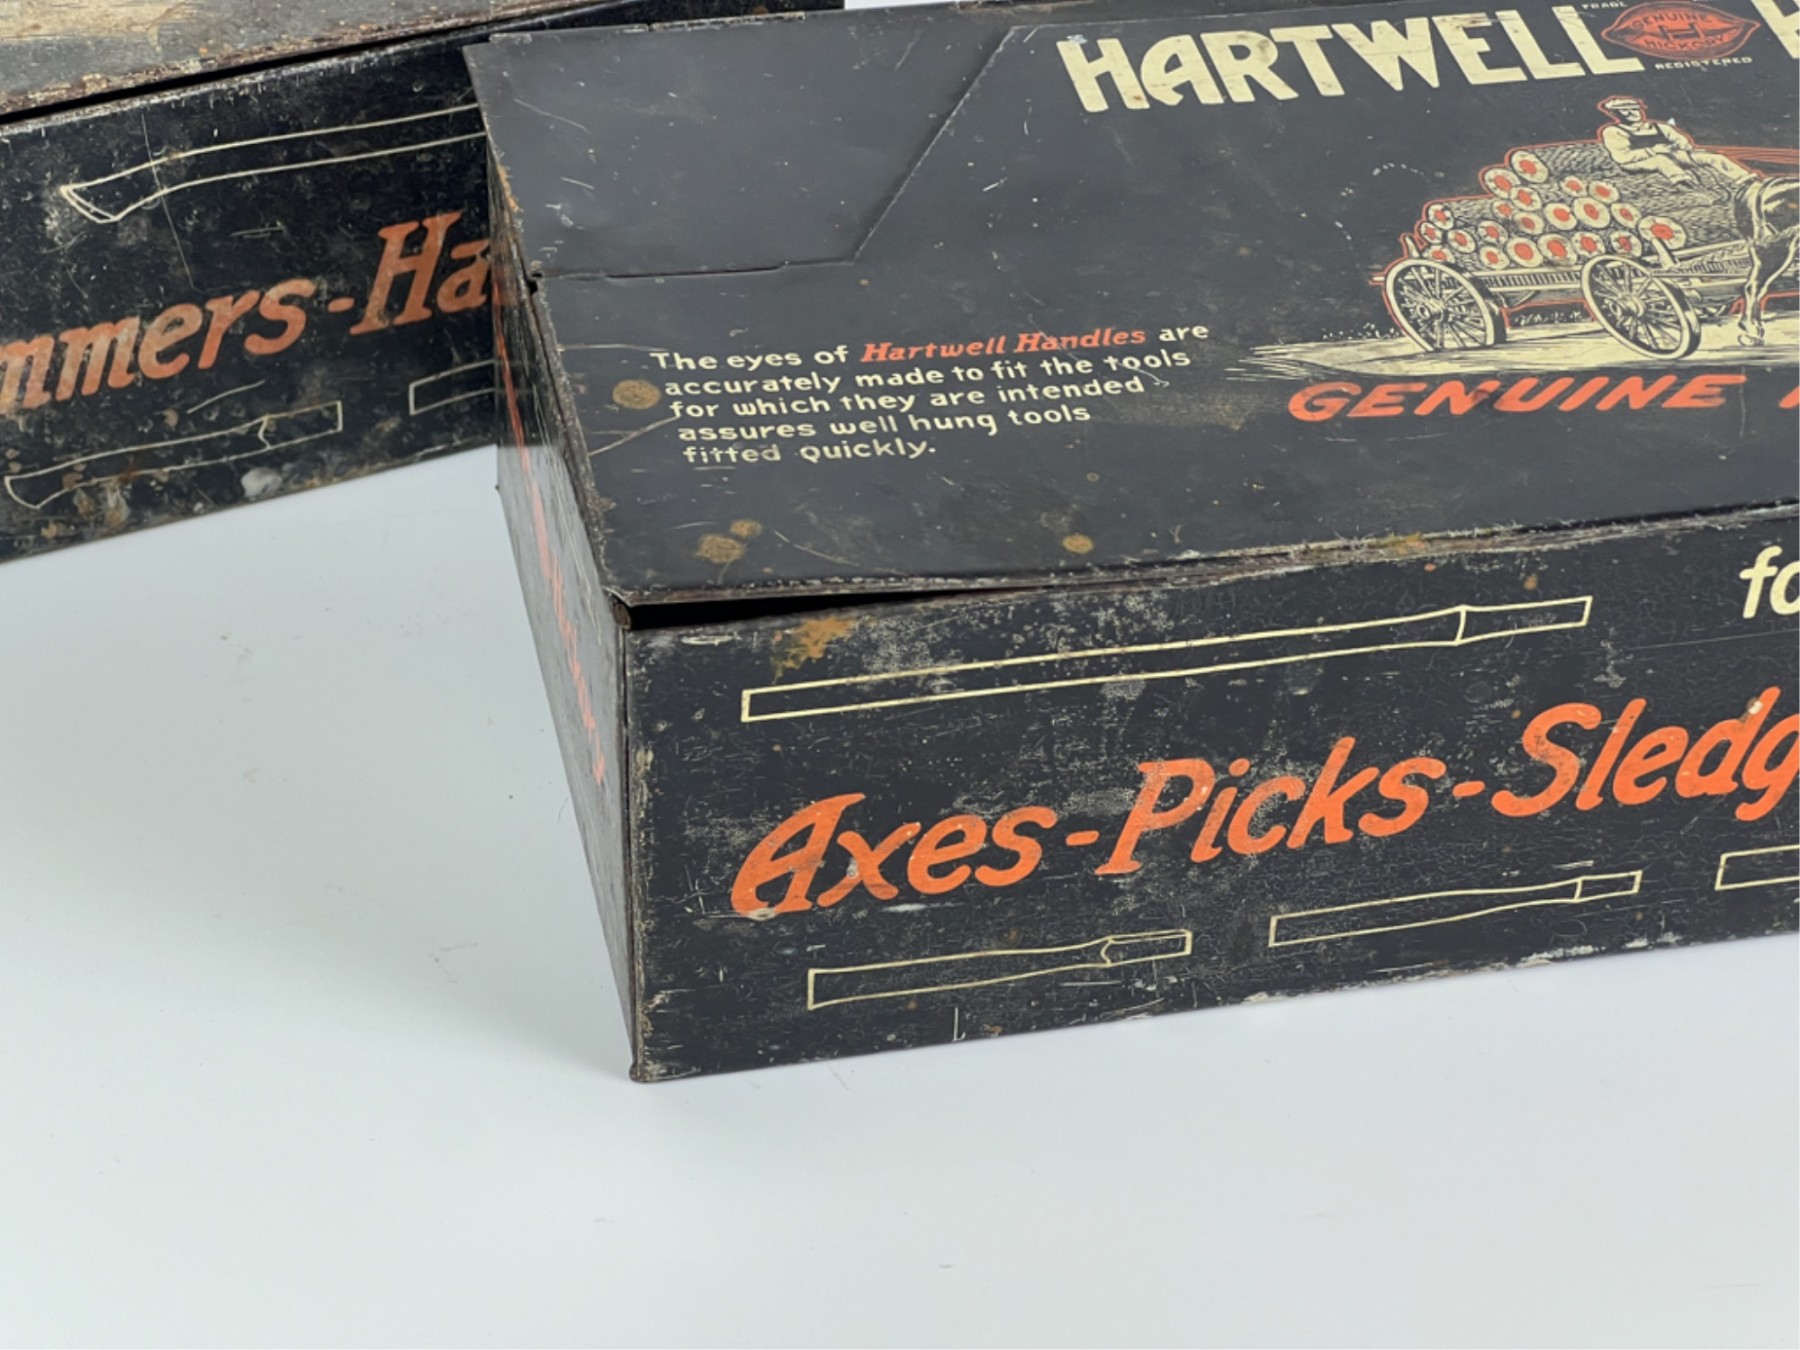 HARTWELL H
TRADE
GENUINE
H
HICKORY
REGISTERED
The eyes of Hartwell Handles are
accurately made to fit the tools
for which they are intended
assures well hung tools
fitted Quickly.
GENUINE
fo
Axes-Picks-Sledg
mmers-Ha